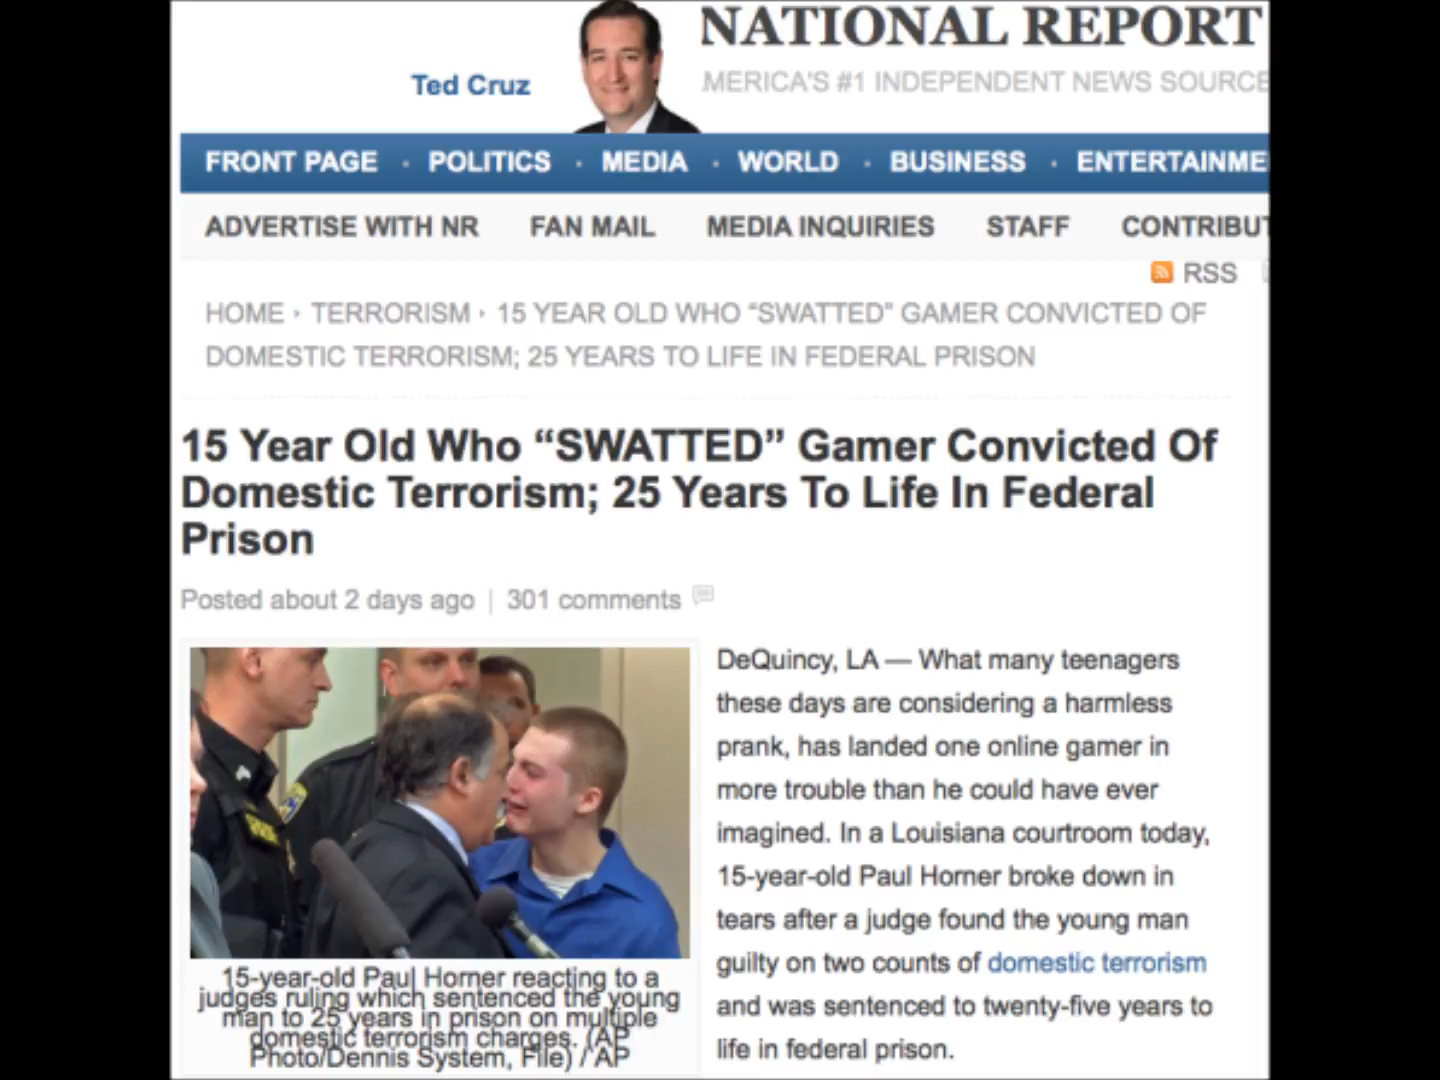 NATIONAL REPORT
Ted Cruz
MERICA'S #1 INDEPENDENT NEWS SOURCE
FRONT PAGE · POLITICS · MEDIA · WORLD · BUSINESS · ENTERTAINME
ADVERTISE WITH NR FAN MAIL MEDIA INQUIRIES STAFF CONTRIBUT
RSS
HOME › TERRORISM › 15 YEAR OLD WHO “SWATTED” GAMER CONVICTED OF
DOMESTIC TERRORISM; 25 YEARS TO LIFE IN FEDERAL PRISON
15 Year Old Who “SWATTED” Gamer Convicted Of
Domestic Terrorism; 25 Years To Life In Federal
Prison
Posted about 2 days ago | 301 comments
15-year-old Paul Horner reacting to a
judges ruling which sentenced the young
man to 25 years in prison on multiple
domestic terrorism charges. (AP
Photo/Dennis System, File) / AP
DeQuincy, LA — What many teenagers
these days are considering a harmless
prank, has landed one online gamer in
more trouble than he could have ever
imagined. In a Louisiana courtroom today,
15-year-old Paul Horner broke down in
tears after a judge found the young man
guilty on two counts of domestic terrorism
and was sentenced to twenty-five years to
life in federal prison.